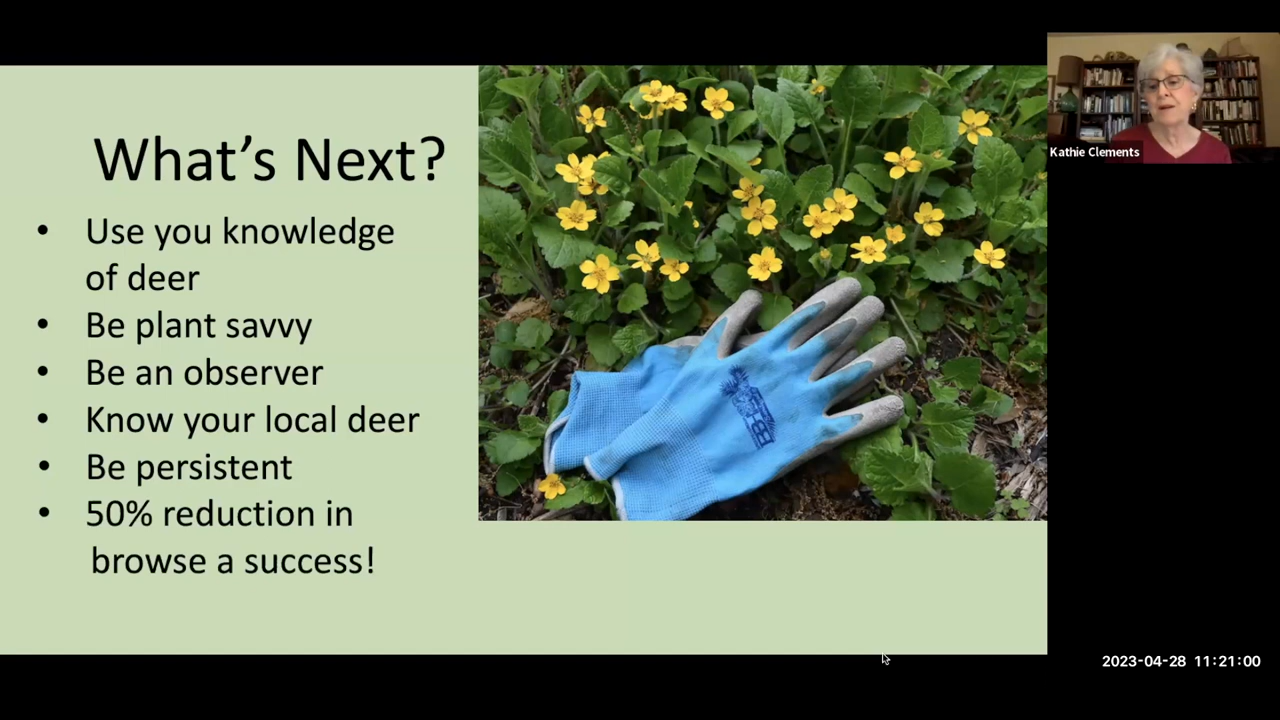 What's Next?
• Use you knowledge
of deer
• Be plant savvy
• Be an observer
• Know your local deer
• Be persistent
• 50% reduction in
browse a success!
Kathie Clements
2023-04-28 11:21:00